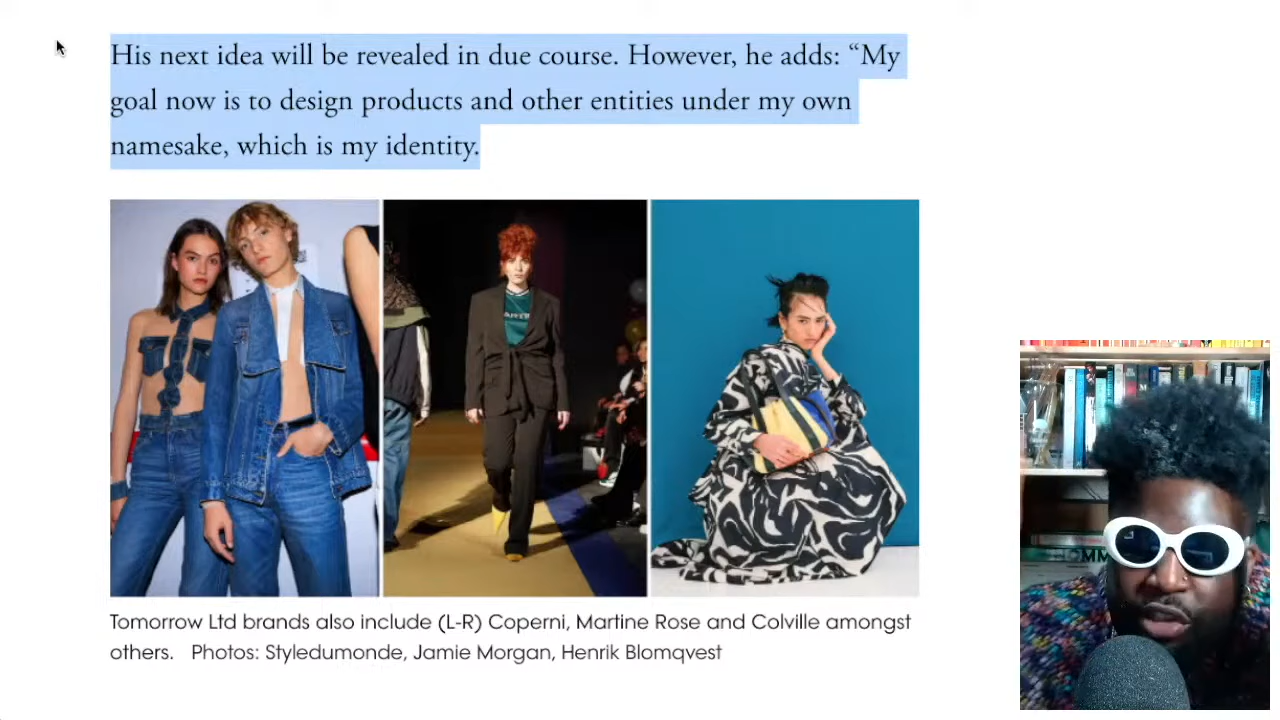 His next idea will be revealed in due course. However, he adds: “My
goal now is to design products and other entities under my own
namesake, which is my identity.
Tomorrow Ltd brands also include (L-R) Coperni, Martine Rose and Colville amongst
others. Photos: Styledumonde, Jamie Morgan, Henrik Blomqvest